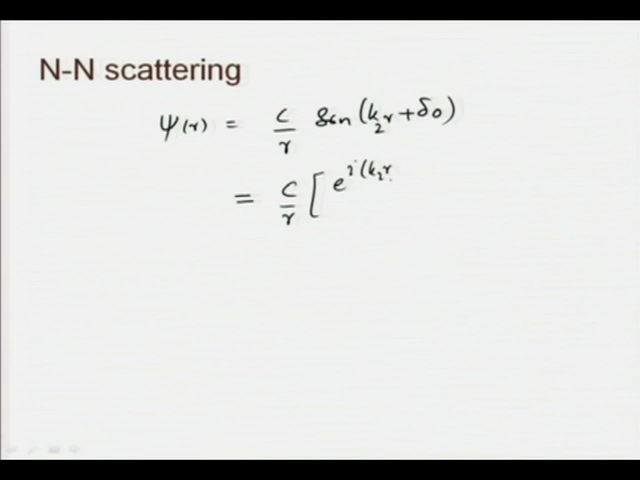 N-N scattering
ψ(r) = c/r sin(k₂r+δ₀)
= c/r [ e^{i(k₂r